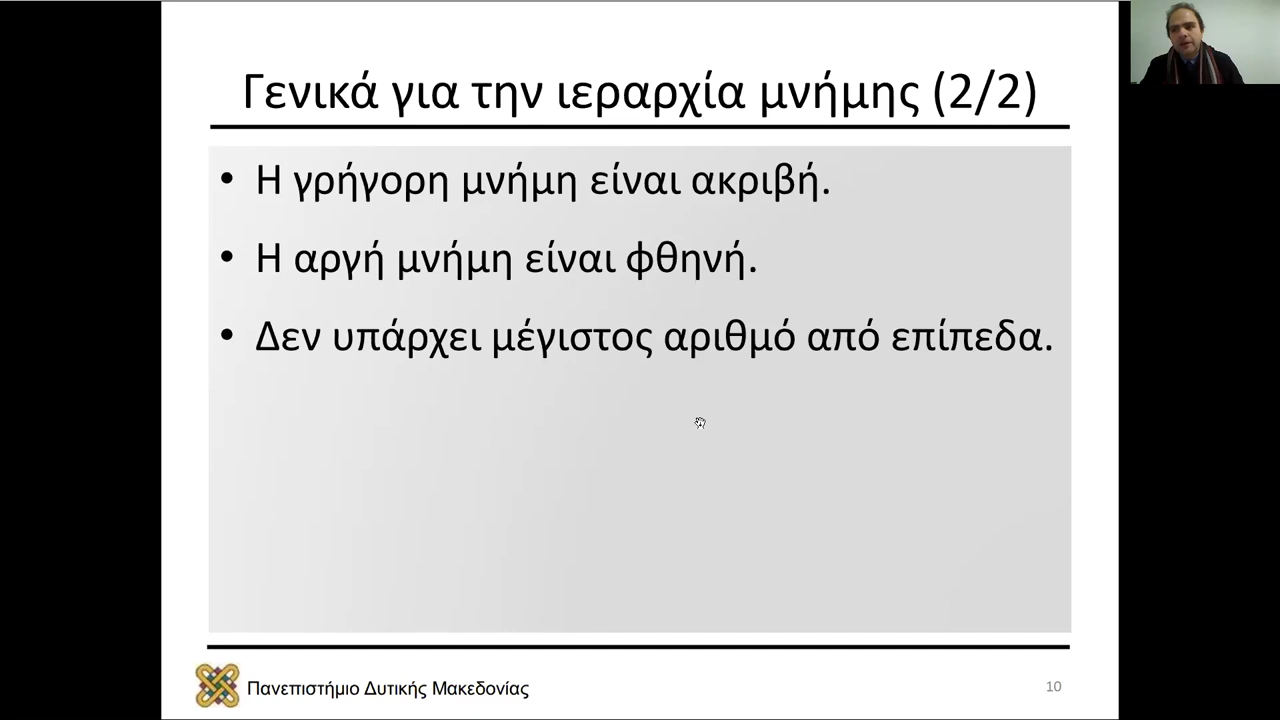 Γενικά για την ιεραρχία μνήμης (2/2)
• Η γρήγορη μνήμη είναι ακριβή.
• Η αργή μνήμη είναι φθηνή.
• Δεν υπάρχει μέγιστος αριθμό από επίπεδα.
Πανεπιστήμιο Δυτικής Μακεδονίας
10